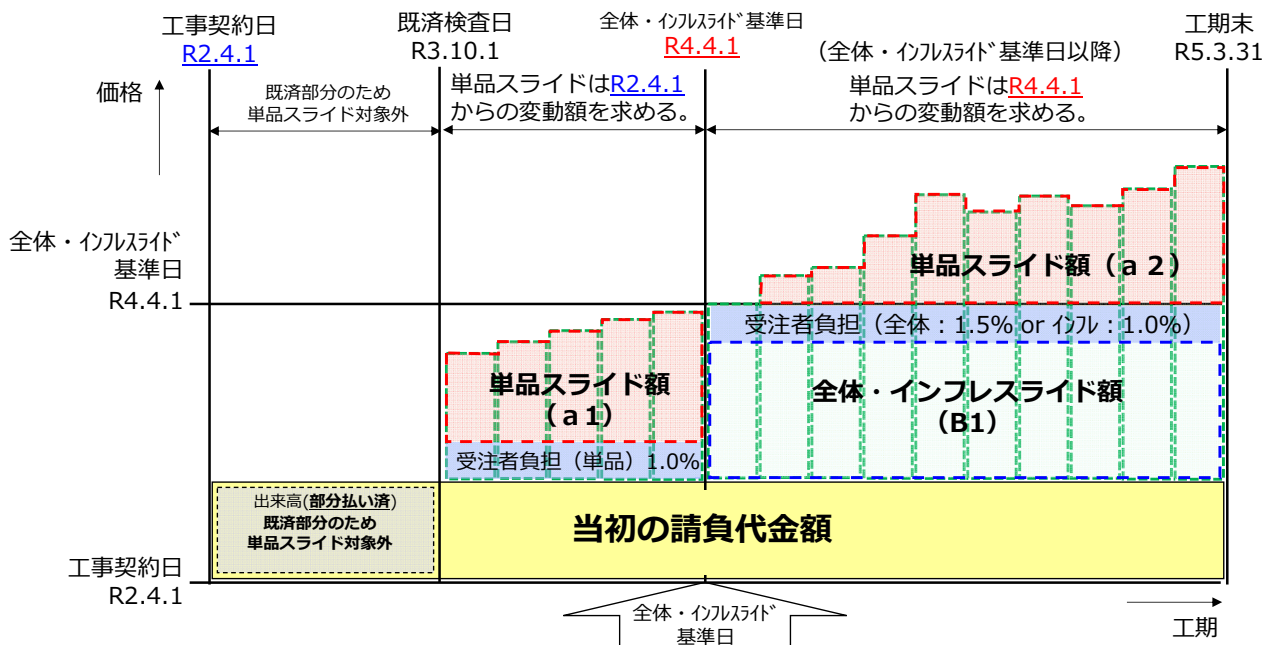 工事契約日
R2.4.1
既済検査日
R3.10.1
全体・ｲﾝﾌﾚｽﾗｲﾄﾞ基準日
R4.4.1
工期末
R5.3.31
（全体・ｲﾝﾌﾚｽﾗｲﾄﾞ基準日以降）
価格
既済部分のため
単品スライド対象外
単品スライドはR2.4.1
からの変動額を求める。
単品スライドはR4.4.1
からの変動額を求める。
全体・ｲﾝﾌﾚｽﾗｲﾄﾞ
基準日
R4.4.1
単品スライド額（ａ２）
受注者負担（全体：1.5% or ｲﾝﾌﾚ：1.0%）
単品スライド額
（ａ1）
全体・インフレスライド額
（B1）
受注者負担（単品）1.0%
出来高(部分払い済)
既済部分のため
単品スライド対象外
当初の請負代金額
工事契約日
R2.4.1
全体・ｲﾝﾌﾚｽﾗｲﾄﾞ
基準日
工期